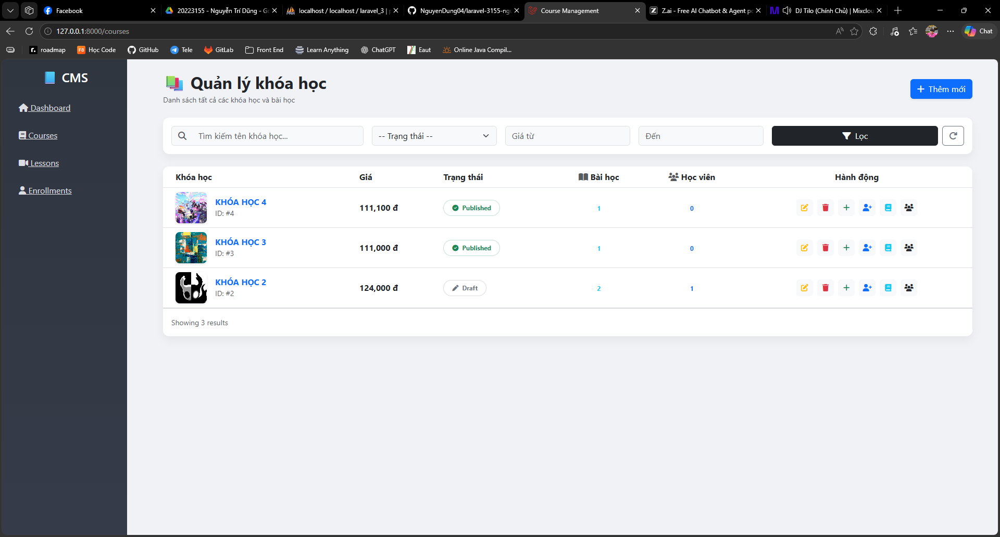 Facebook
20223155 - Nguyễn Trí Dũng - Go
localhost / localhost / laravel_3 | p
NguyenDung04/laravel-3155-ngu
Course Management
Z.ai - Free AI Chatbot & Agent po
DJ Tilo (Chính Chủ) | Mixclou
127.0.0.1:8000/courses
Chat
roadmap
F8 Học Code
GitHub
Tele
GitLab
Front End
Learn Anything
ChatGPT
Eaut
Online Java Compil...
CMS
Dashboard
Courses
Lessons
Enrollments
Quản lý khóa học
Danh sách tất cả các khóa học và bài học
Thêm mới
Tìm kiếm tên khóa học...
-- Trạng thái --
Giá từ
Đến
Lọc
Khóa học Giá Trạng thái Bài học Học viên Hành động
KHÓA HỌC 4
ID: #4
111,100 đ Published 1 0
KHÓA HỌC 3
ID: #3
111,000 đ Published 1 0
KHÓA HỌC 2
ID: #2
124,000 đ Draft 2 1
Showing 3 results